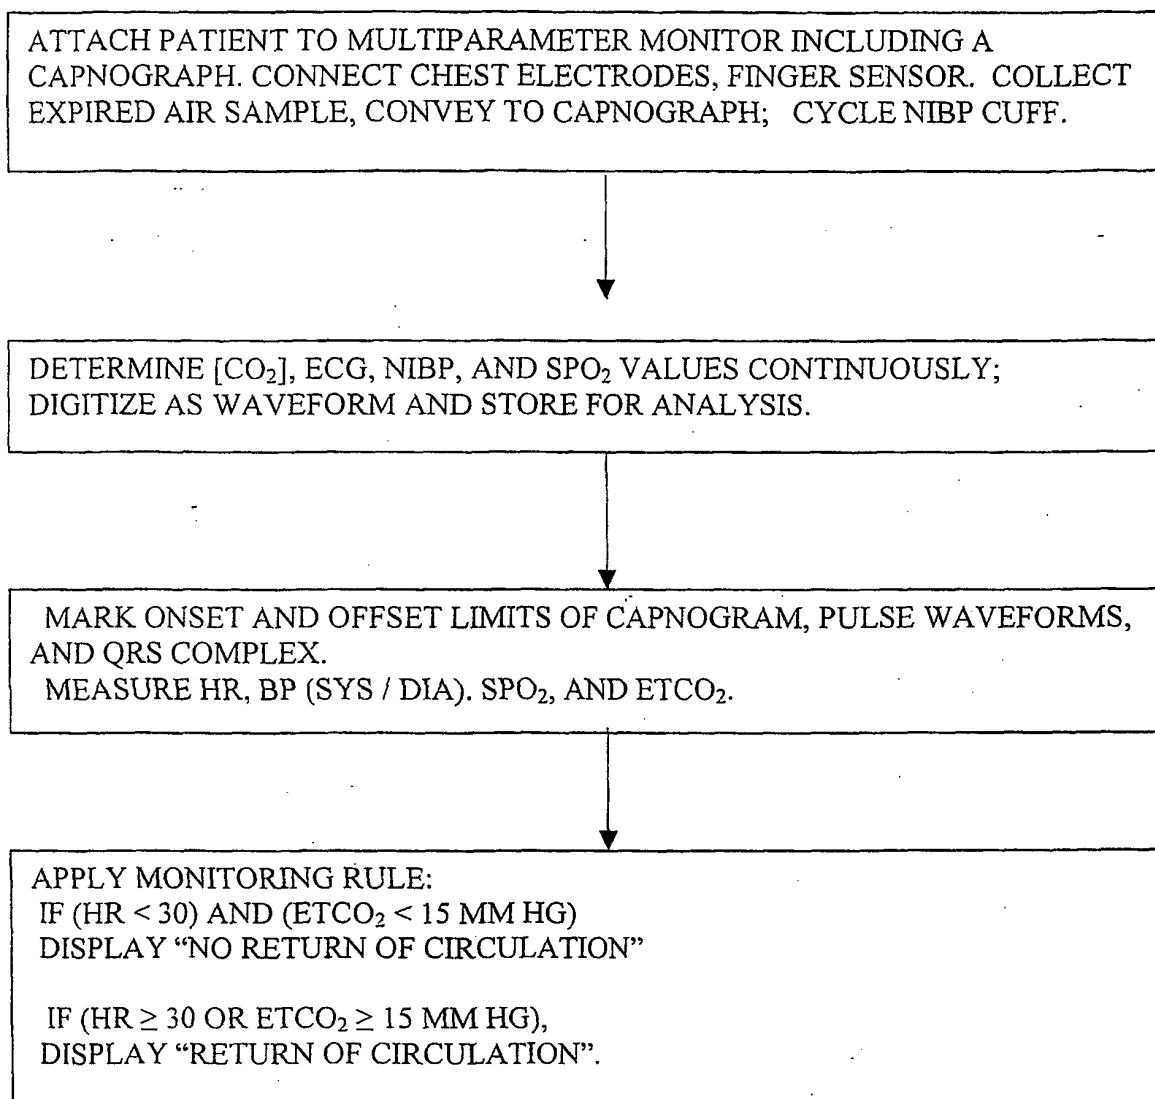 ATTACH PATIENT TO MULTIPARAMETER MONITOR INCLUDING A
CAPNOGRAPH. CONNECT CHEST ELECTRODES, FINGER SENSOR. COLLECT
EXPIRED AIR SAMPLE, CONVEY TO CAPNOGRAPH; CYCLE NIBP CUFF.
DETERMINE [CO₂], ECG, NIBP, AND SPO₂ VALUES CONTINUOUSLY;
DIGITIZE AS WAVEFORM AND STORE FOR ANALYSIS.
MARK ONSET AND OFFSET LIMITS OF CAPNOGRAM, PULSE WAVEFORMS,
AND QRS COMPLEX.
MEASURE HR, BP (SYS / DIA). SPO₂, AND ETCO₂.
APPLY MONITORING RULE:
IF (HR < 30) AND (ETCO₂ < 15 MM HG)
DISPLAY “NO RETURN OF CIRCULATION”
IF (HR ≥ 30 OR ETCO₂ ≥ 15 MM HG),
DISPLAY “RETURN OF CIRCULATION”.